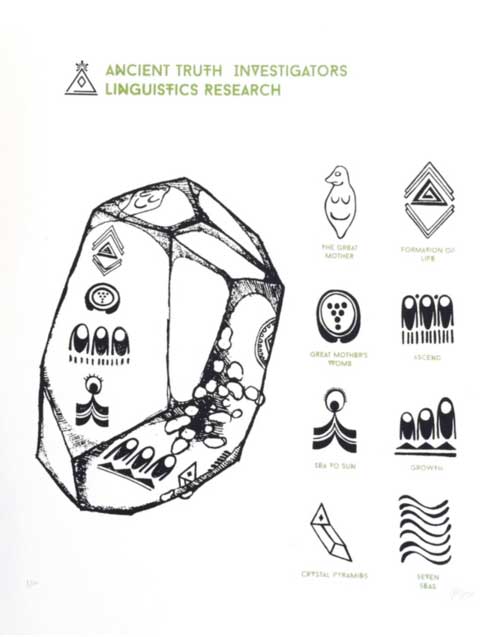 ANCIENT TRUTH INVESTIGATORS
LINGUISTICS RESEARCH
THE GREAT
MOTHER
FORMATION OF
LIFE
GREAT MOTHER'S
WOMB
ASCEND
SEA TO SUN
GROWTH
CRYSTAL PYRAMIDS
SEVEN
SEAS